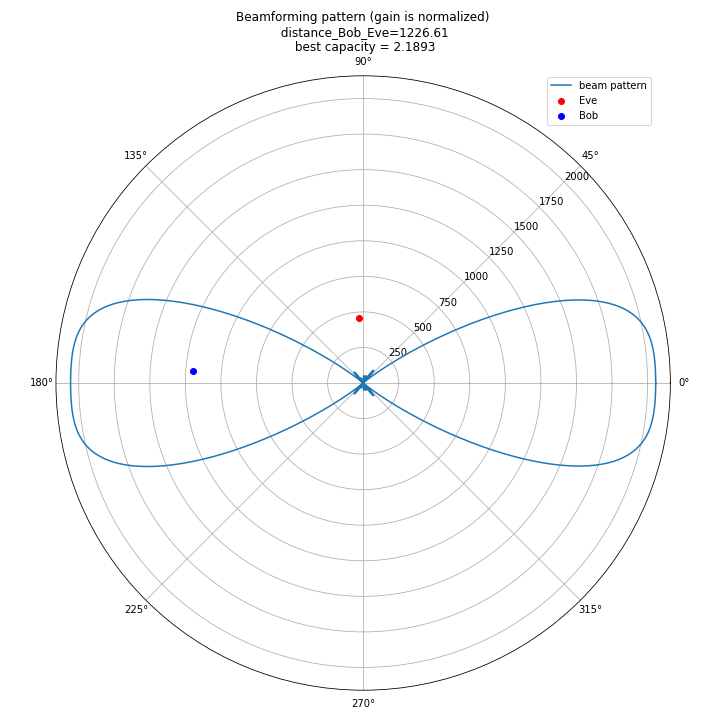 Beamforming pattern (gain is normalized)
distance_Bob_Eve=1226.61
best capacity = 2.1893
90°
beam pattern
Eve
Bob
135°
45°
2000
1750
1500
1250
1000
750
500
250
180°
0°
225°
315°
270°